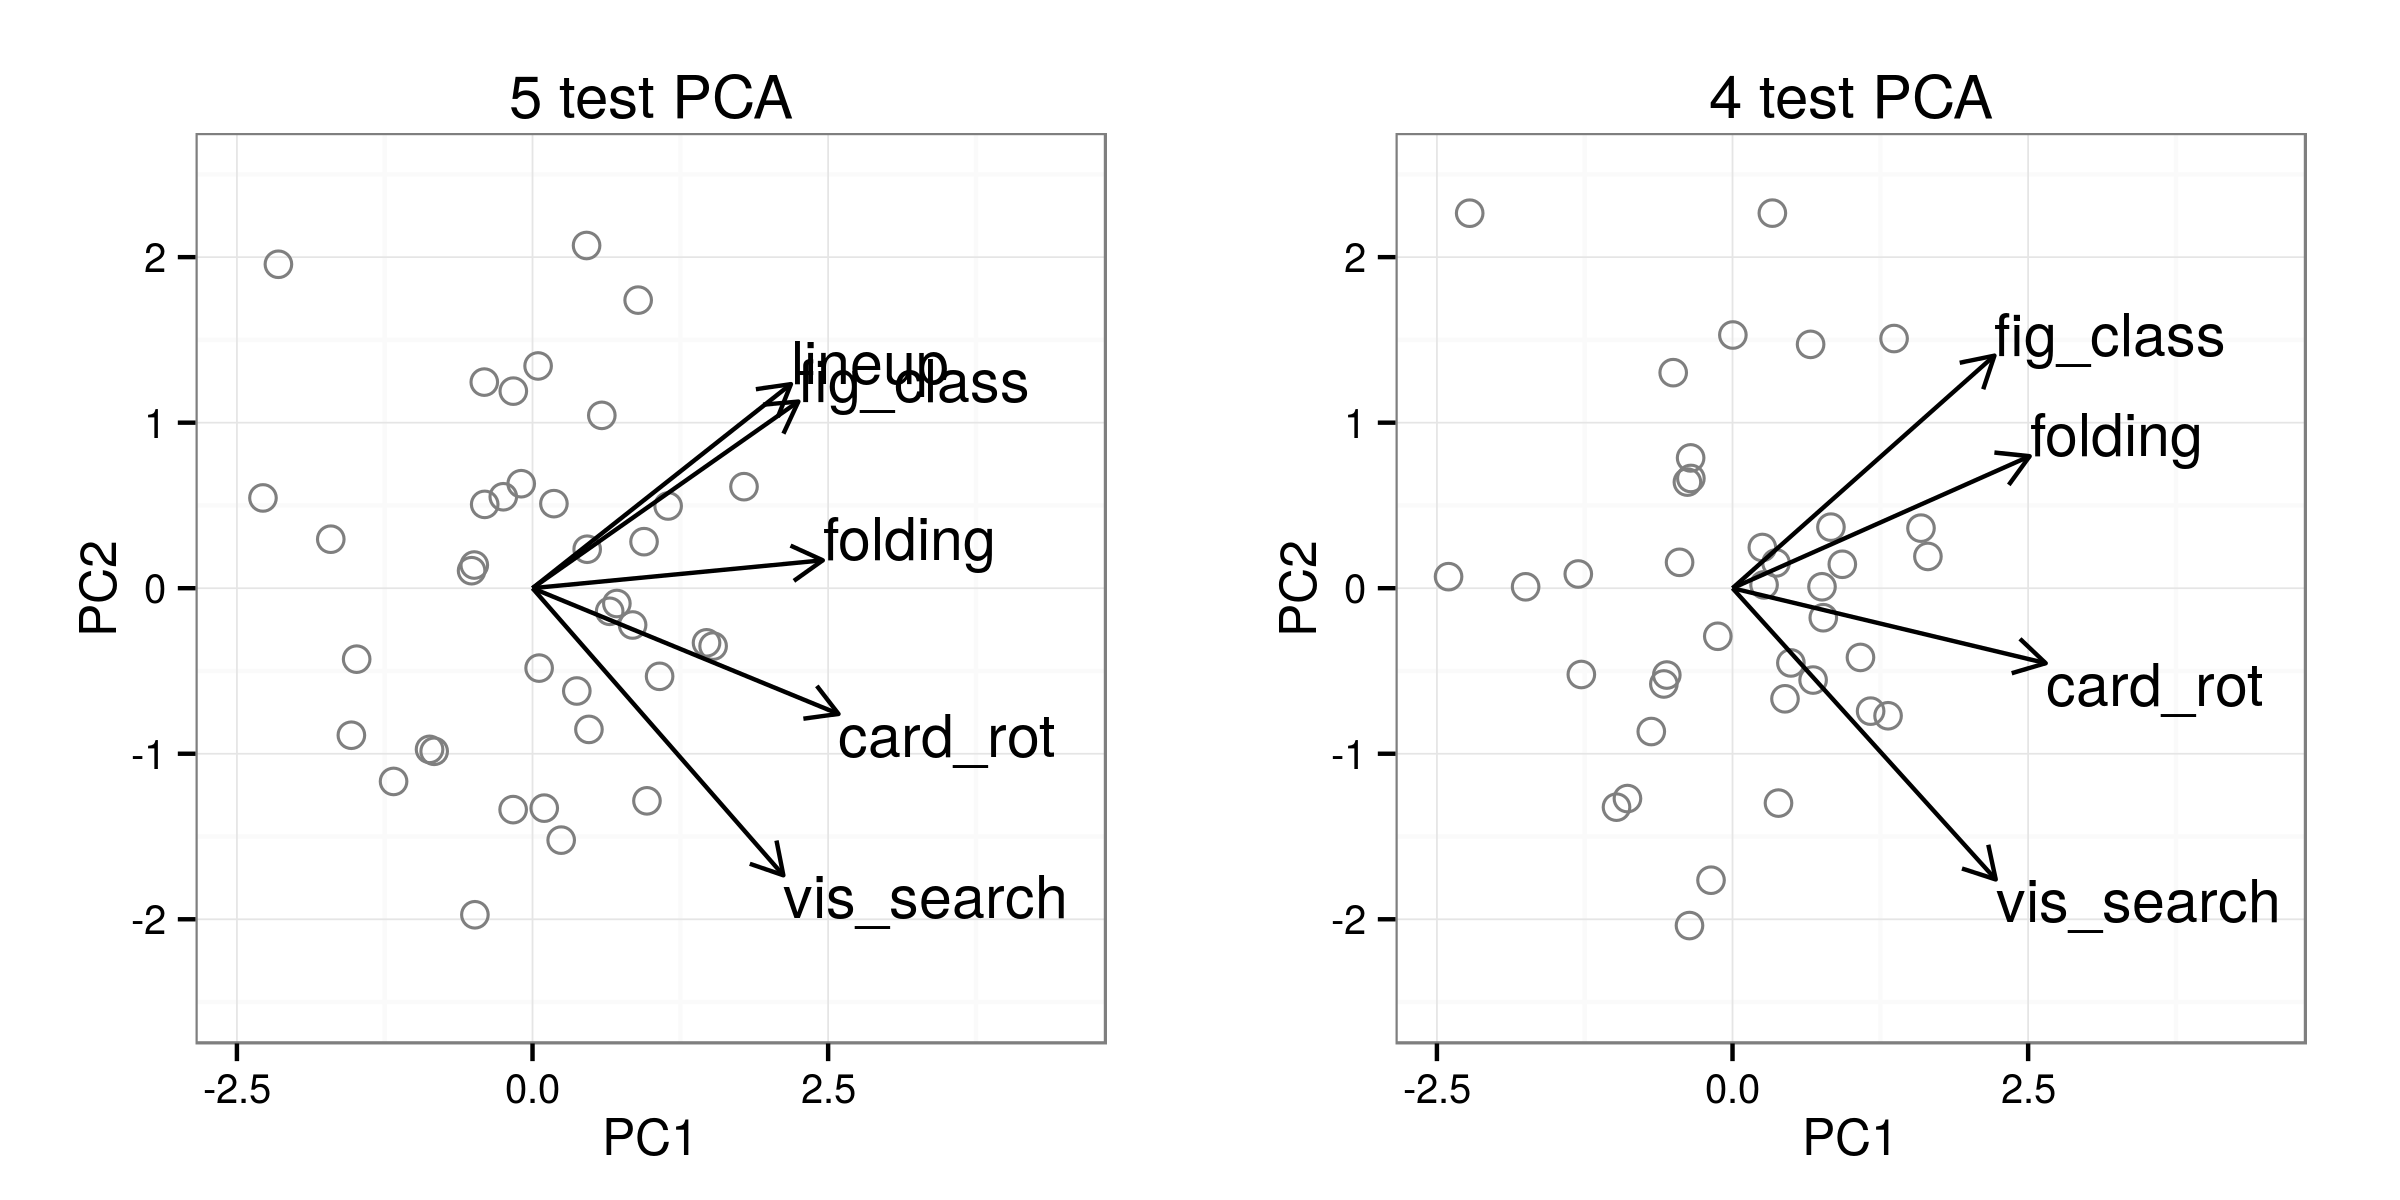 5 test PCA
2
1
0
-1
-2
PC2
lineup
fig_class
folding
card_rot
vis_search
-2.5 0.0 2.5
PC1
4 test PCA
2
1
0
-1
-2
PC2
fig_class
folding
card_rot
vis_search
-2.5 0.0 2.5
PC1